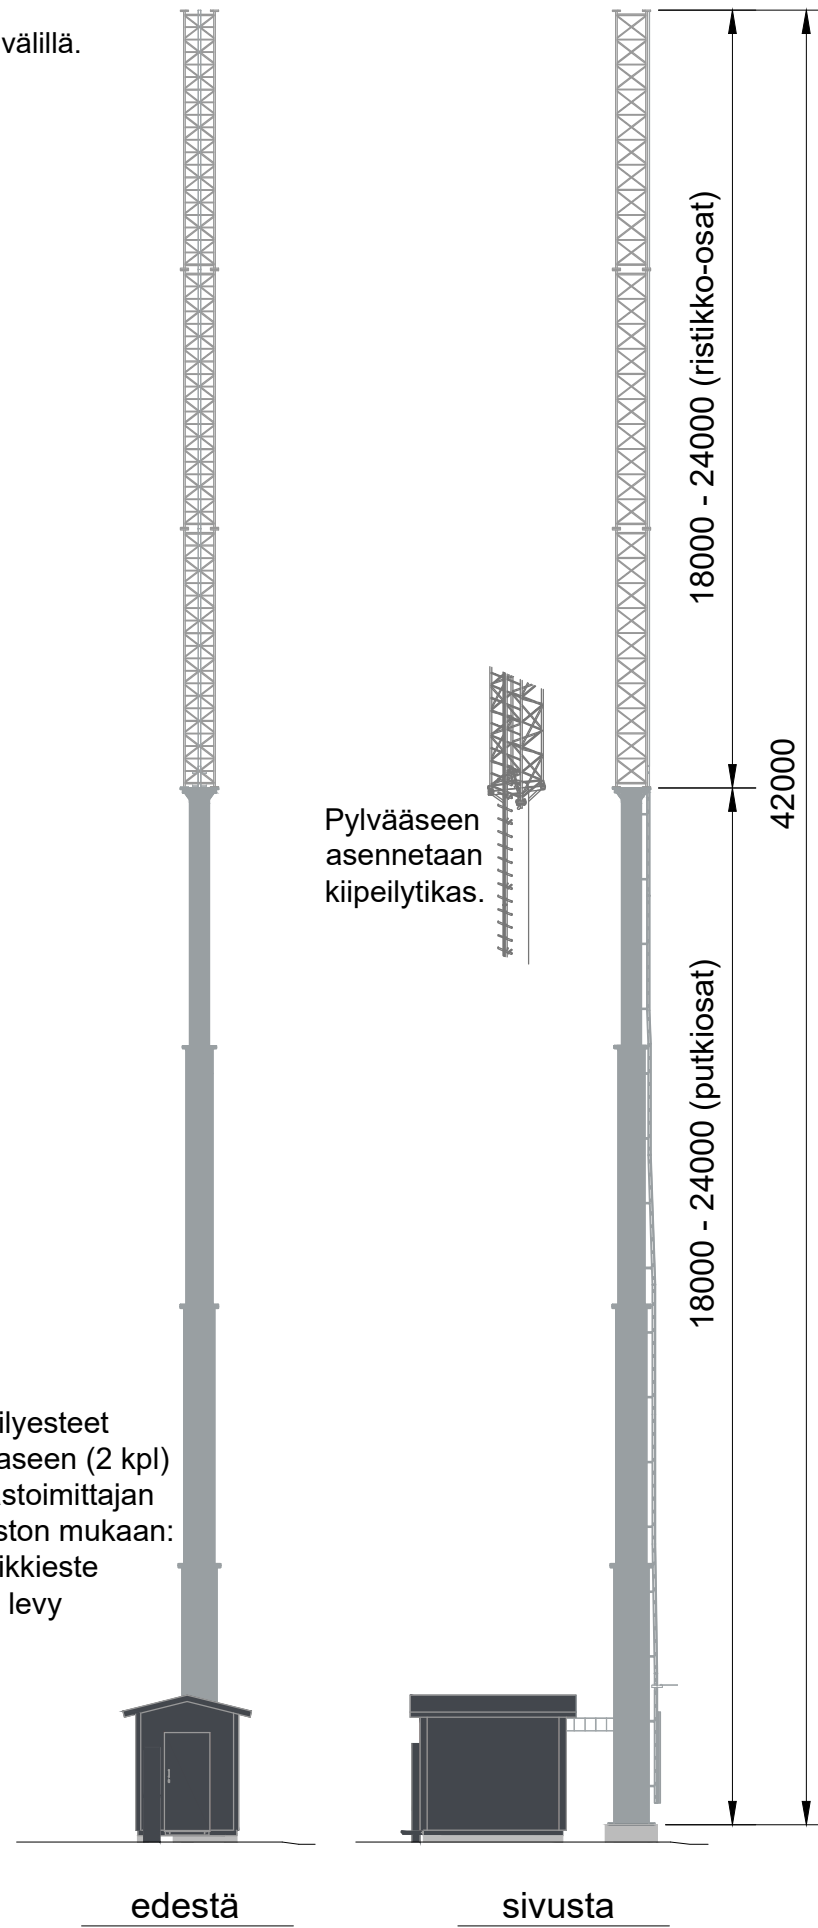 välillä.
18000 - 24000 (ristikko-osat)
42000
Pylvääseen
asennetaan
kiipeilytikas.
18000 - 24000 (putkiosat)
ilyesteet
aseen (2 kpl)
stoimittajan
ston mukaan:
ikkieste
levy
edestä
sivusta